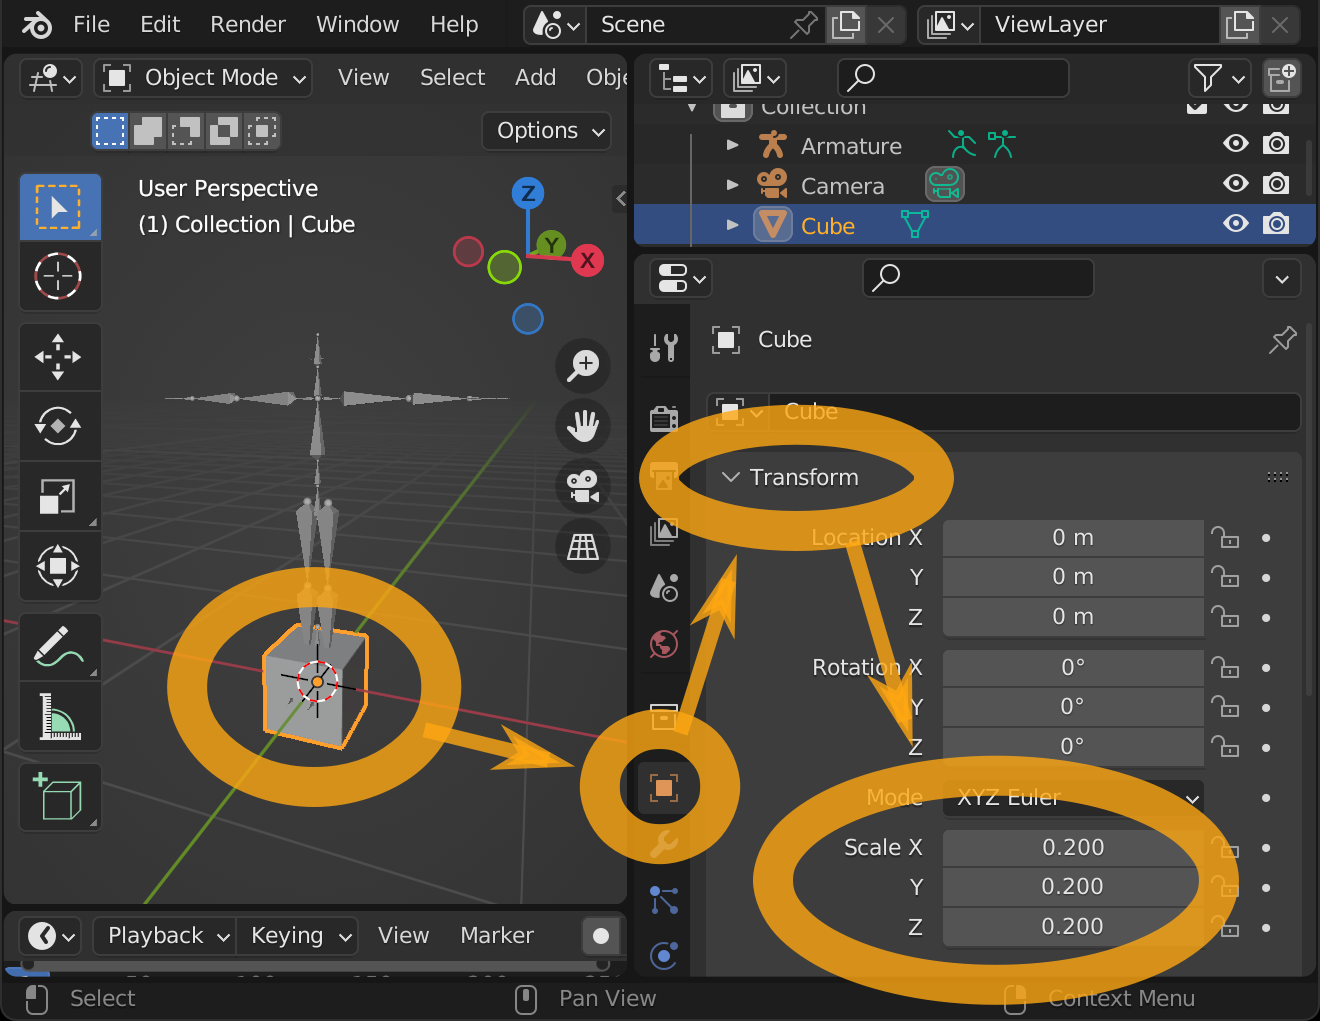 File Edit Render Window Help Scene ViewLayer
Object Mode View Select Add Obje
Options
User Perspective
(1) Collection | Cube
Z
Y
X
Collection
Armature
Camera
Cube
Cube
Cube
Transform
Location X 0 m
Y 0 m
Z 0 m
Rotation X 0°
Y 0°
Z 0°
Mode XYZ Euler
Scale X 0.200
Y 0.200
Z 0.200
Playback Keying View Marker
Select Pan View Context Menu